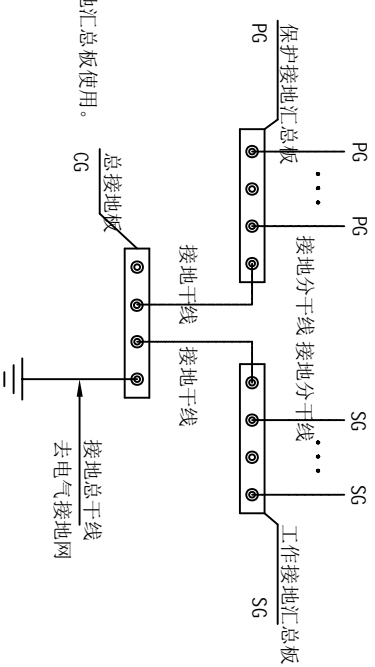 PG
PG
SG
SG
接地分干线 接地分干线
保护接地汇总板
PG
工作接地汇总板
SG
接地干线
接地干线
总接地板
CG
接地总干线
去电气接地网
地汇总板使用。